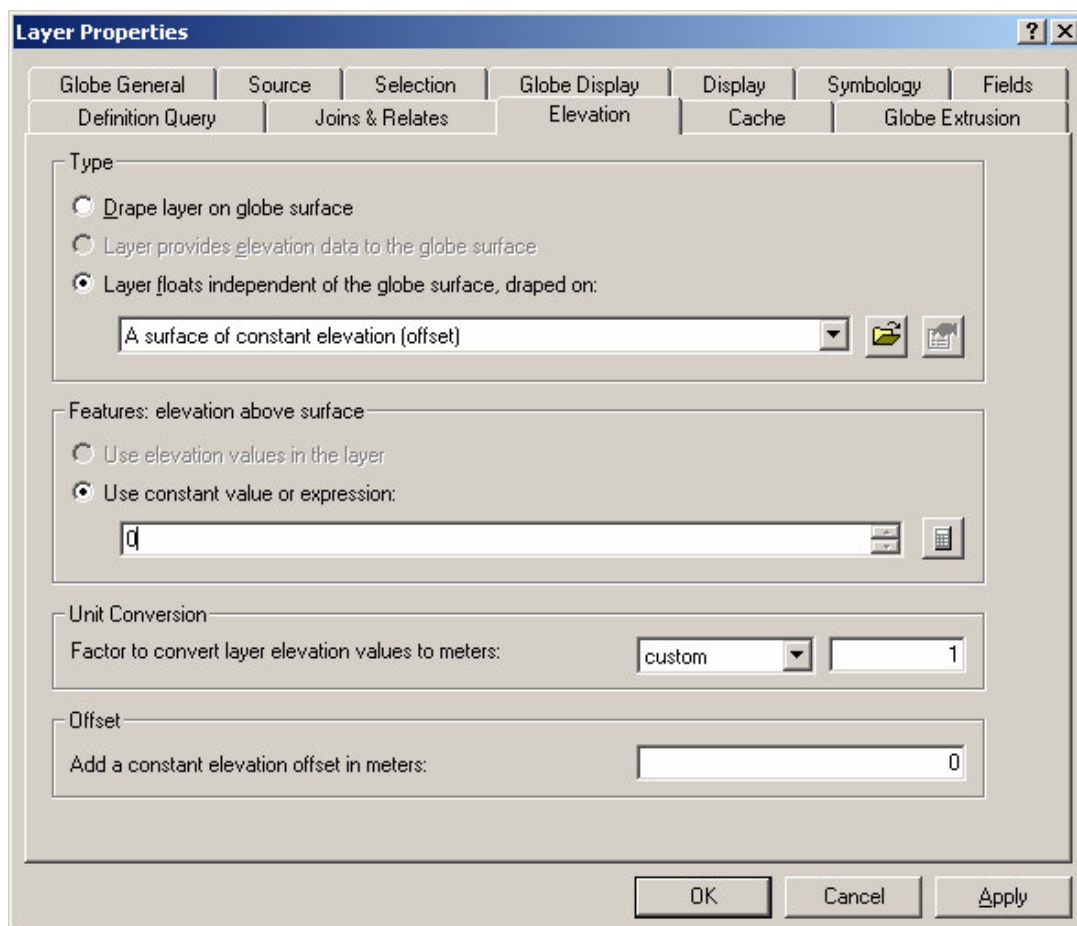 Layer Properties
Globe General Source Selection Globe Display Display Symbology Fields
Definition Query Joins & Relates Elevation Cache Globe Extrusion
Type
Drape layer on globe surface
Layer provides elevation data to the globe surface
Layer floats independent of the globe surface, draped on:
A surface of constant elevation (offset)
Features: elevation above surface
Use elevation values in the layer
Use constant value or expression:
0
Unit Conversion
Factor to convert layer elevation values to meters: custom 1
Offset
Add a constant elevation offset in meters: 0
OK Cancel Apply